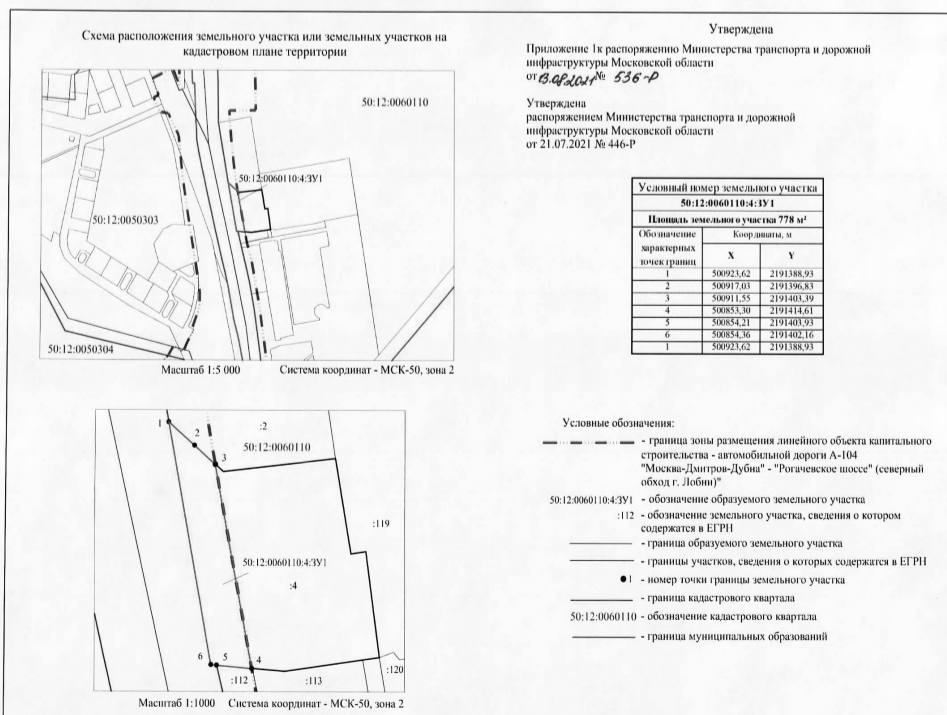 Схема расположения земельного участка или земельных участков на
кадастровом плане территории
50:12:0060110
50:12:0060110:4:ЗУ1
50:12:0050303
50:12:0050304
Масштаб 1:5 000 Система координат - МСК-50, зона 2
1
2
:2
50:12:0060110
3
:119
50:12:0060110:4:ЗУ1
:4
6
5
4
:112
:113
:120
Масштаб 1:1000 Система координат - МСК-50, зона 2
Утверждена
Приложение 1к распоряжению Министерства транспорта и дорожной
инфраструктуры Московской области
от 13.08.2021 № 536-Р
Утверждена
распоряжением Министерства транспорта и дорожной
инфраструктуры Московской области
от 21.07.2021 № 446-Р
Условный номер земельного участка
50:12:0060110:4:ЗУ1
Площадь земельного участка 778 м²
Обозначение характерных точек границ Координаты, м
X Y
1 500923,62 2191388,93
2 500917,03 2191396,83
3 500911,55 2191403,39
4 500853,30 2191414,61
5 500854,21 2191403,93
6 500854,36 2191402,16
1 500923,62 2191388,93
Условные обозначения:
- граница зоны размещения линейного объекта капитального
строительства - автомобильной дороги А-104
"Москва-Дмитров-Дубна" - "Рогачевское шоссе" (северный
обход г. Лобни)"
50:12:0060110:4:ЗУ1 - обозначение образуемого земельного участка
:112 - обозначение земельного участка, сведения о котором
содержатся в ЕГРН
- граница образуемого земельного участка
- границы участков, сведения о которых содержатся в ЕГРН
1 - номер точки границы земельного участка
- граница кадастрового квартала
50:12:0060110 - обозначение кадастрового квартала
- граница муниципальных образований